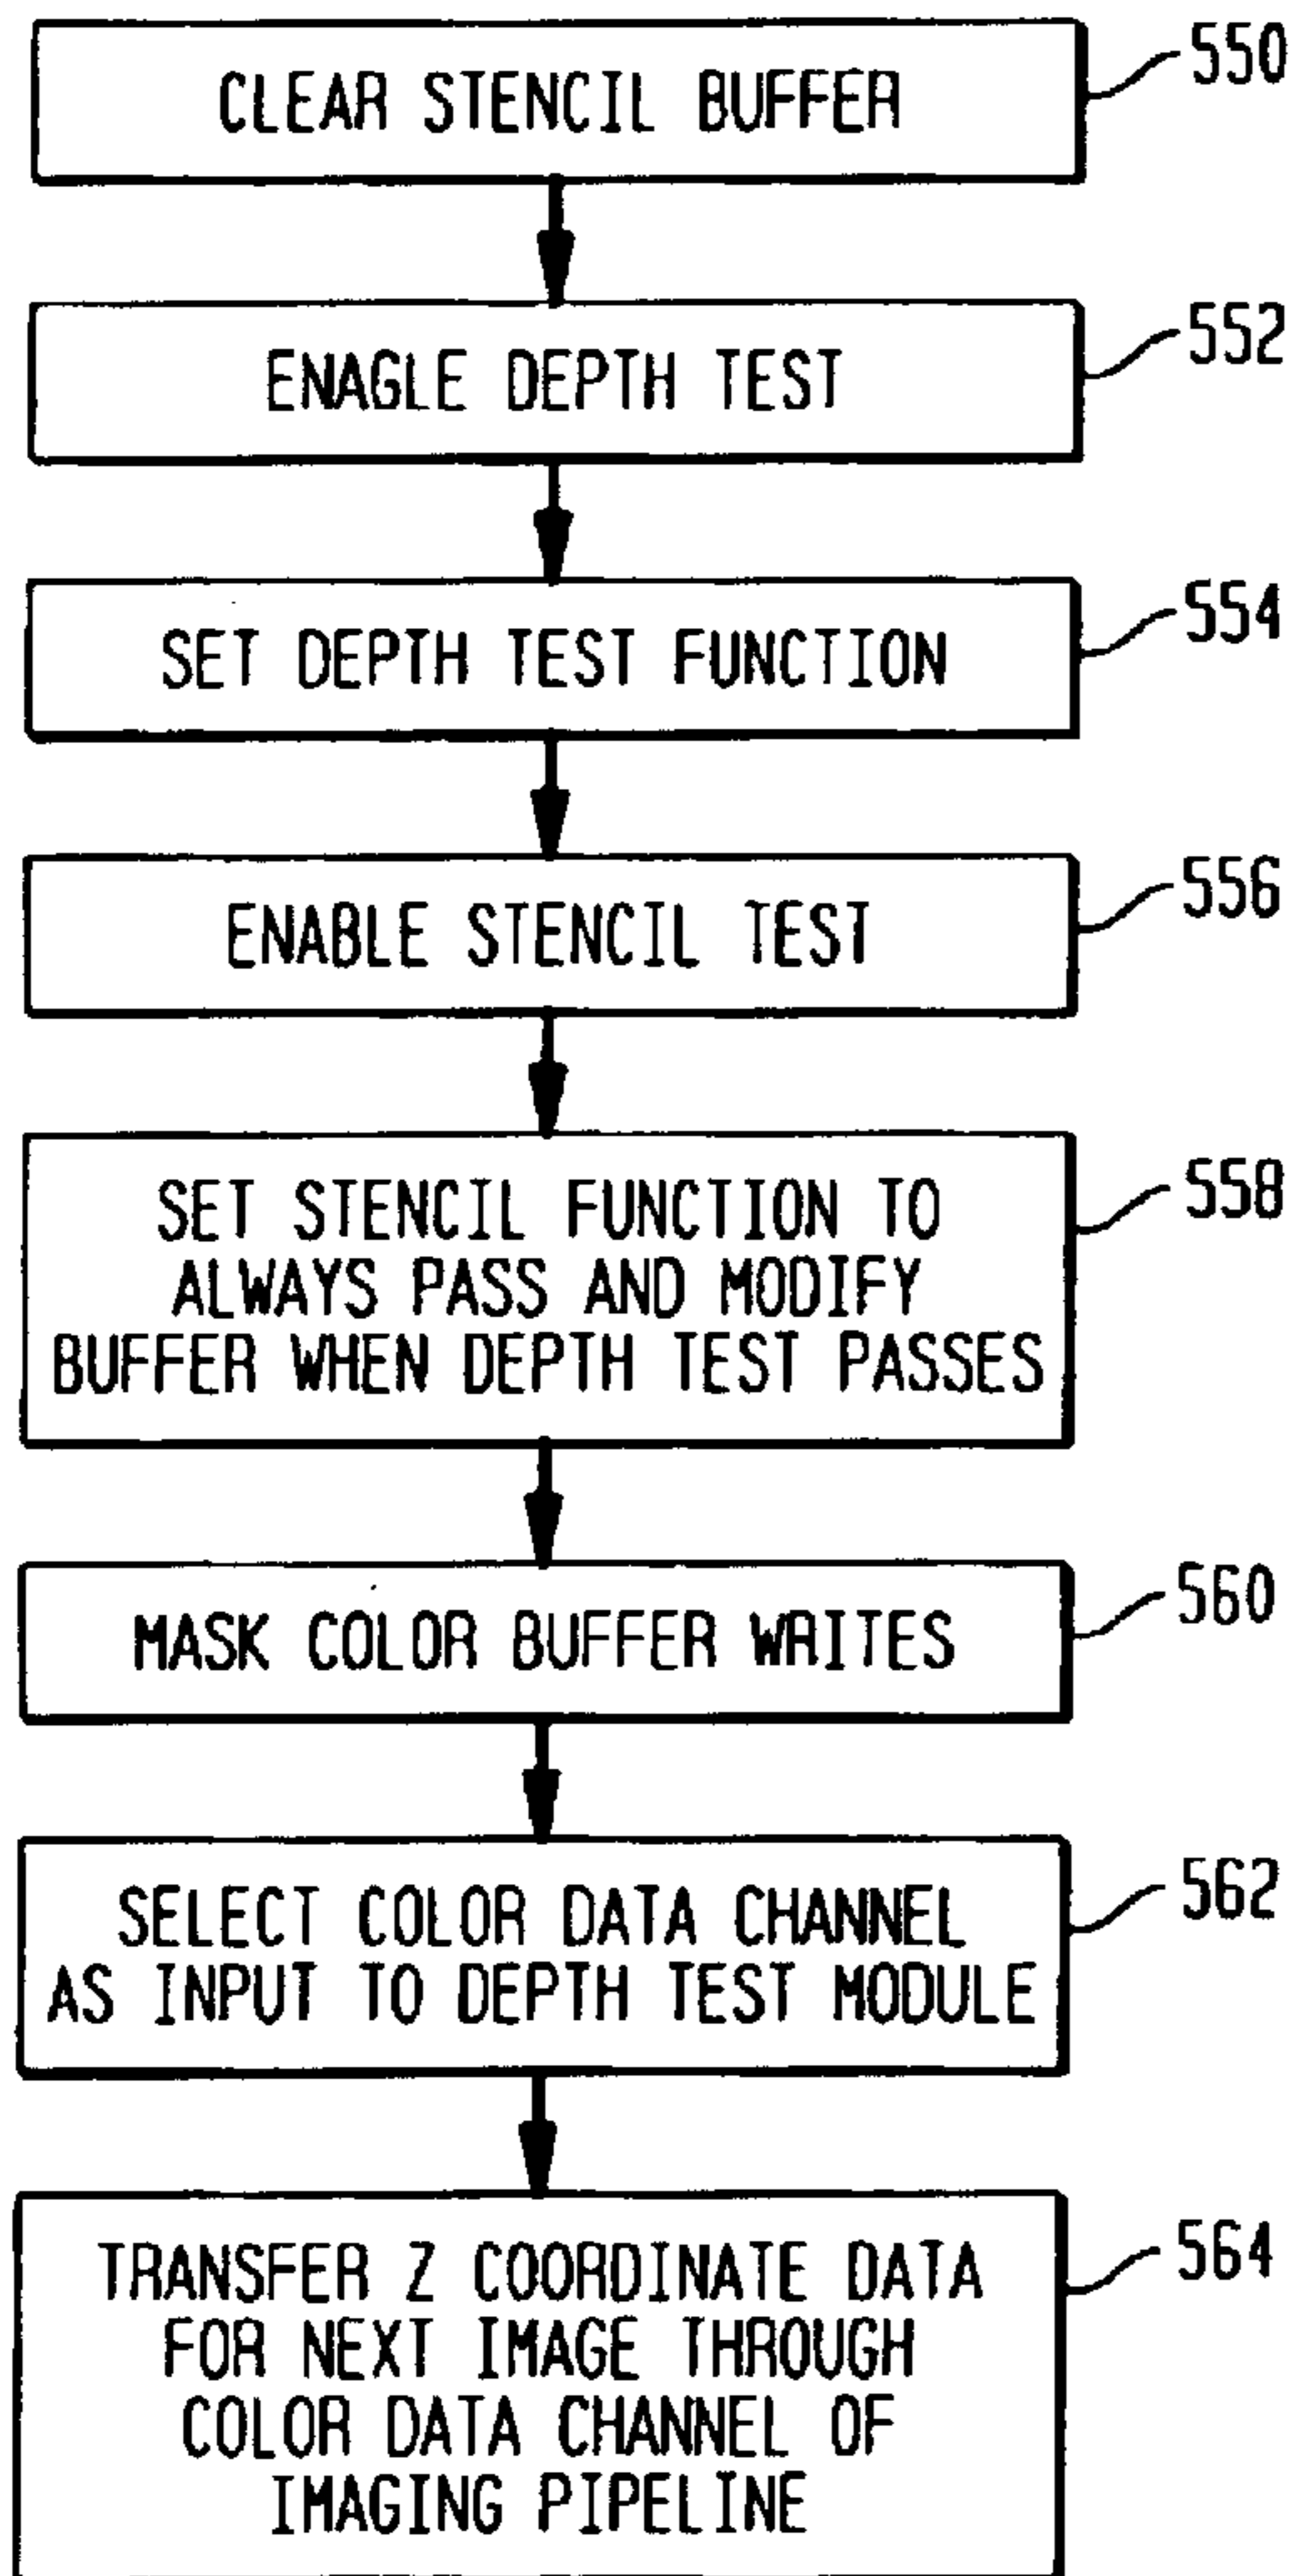 CLEAR STENCIL BUFFER
550
ENAGLE DEPTH TEST
552
SET DEPTH TEST FUNCTION
554
ENABLE STENCIL TEST
556
SET STENCIL FUNCTION TO
ALWAYS PASS AND MODIFY
BUFFER WHEN DEPTH TEST PASSES
558
MASK COLOR BUFFER WRITES
560
SELECT COLOR DATA CHANNEL
AS INPUT TO DEPTH TEST MODULE
562
TRANSFER Z COORDINATE DATA
FOR NEXT IMAGE THROUGH
COLOR DATA CHANNEL OF
IMAGING PIPELINE
564